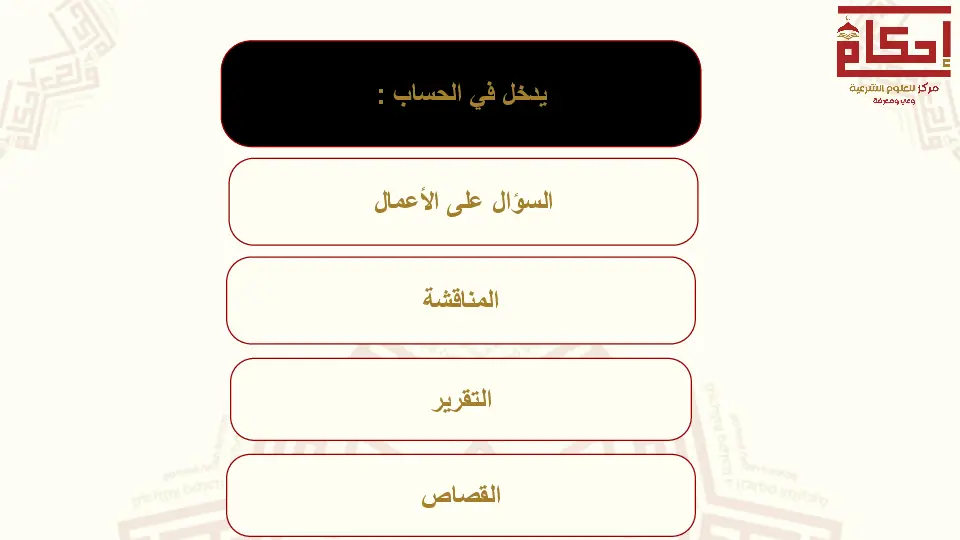 إحكام
مركز للعلوم الشرعية
وعي ومعرفة
يدخل في الحساب :
السؤال على الأعمال
المناقشة
التقرير
القصاص